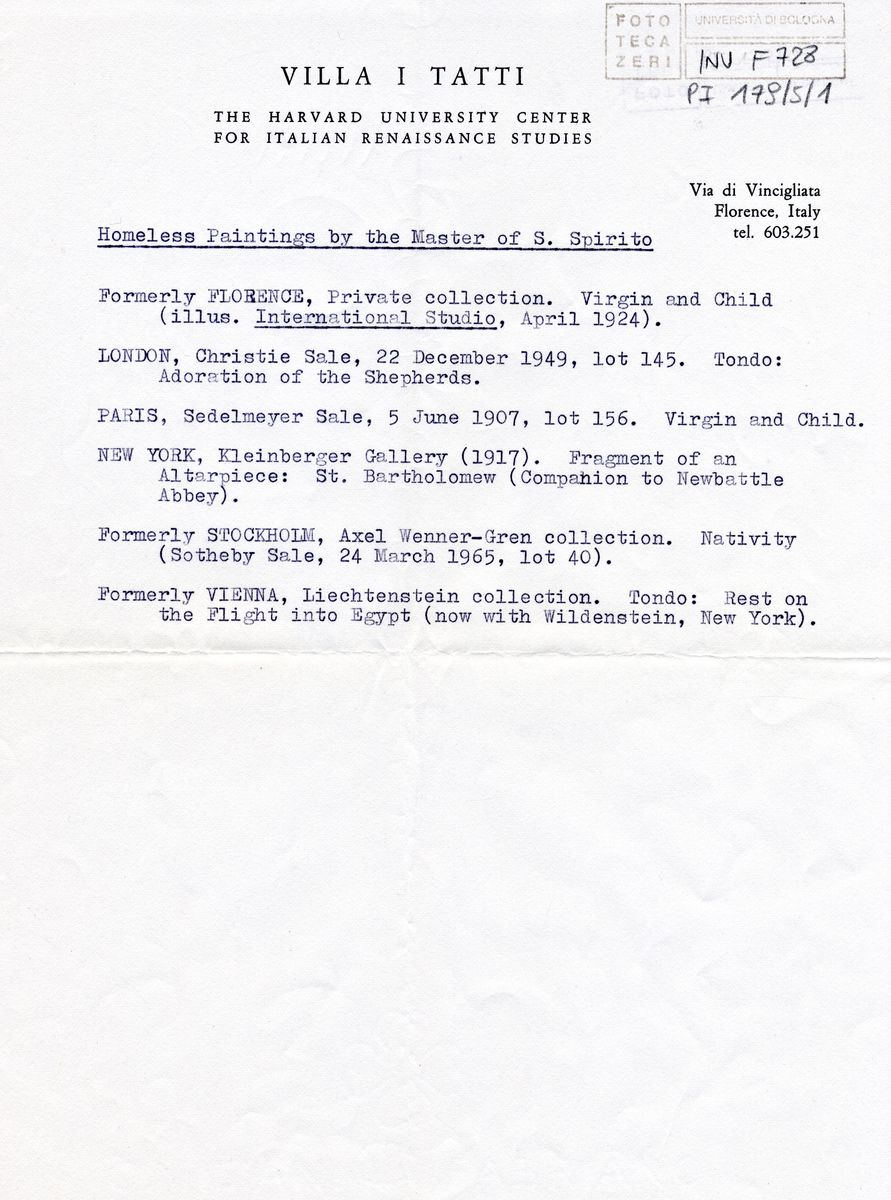 FOTO
TECA
ZERI
UNIVERSITÀ DI BOLOGNA
INV F 728
PI 179/5/1
VILLA I TATTI
THE HARVARD UNIVERSITY CENTER
FOR ITALIAN RENAISSANCE STUDIES
Via di Vincigliata
Florence, Italy
tel. 603.251
Homeless Paintings by the Master of S. Spirito
Formerly FLORENCE, Private collection. Virgin and Child
(illus. International Studio, April 1924).
LONDON, Christie Sale, 22 December 1949, lot 145. Tondo:
Adoration of the Shepherds.
PARIS, Sedelmeyer Sale, 5 June 1907, lot 156. Virgin and Child.
NEW YORK, Kleinberger Gallery (1917). Fragment of an
Altarpiece: St. Bartholomew (Companion to Newbattle
Abbey).
Formerly STOCKHOLM, Axel Wenner-Gren collection. Nativity
(Sotheby Sale, 24 March 1965, lot 40).
Formerly VIENNA, Liechtenstein collection. Tondo: Rest on
the Flight into Egypt (now with Wildenstein, New York).